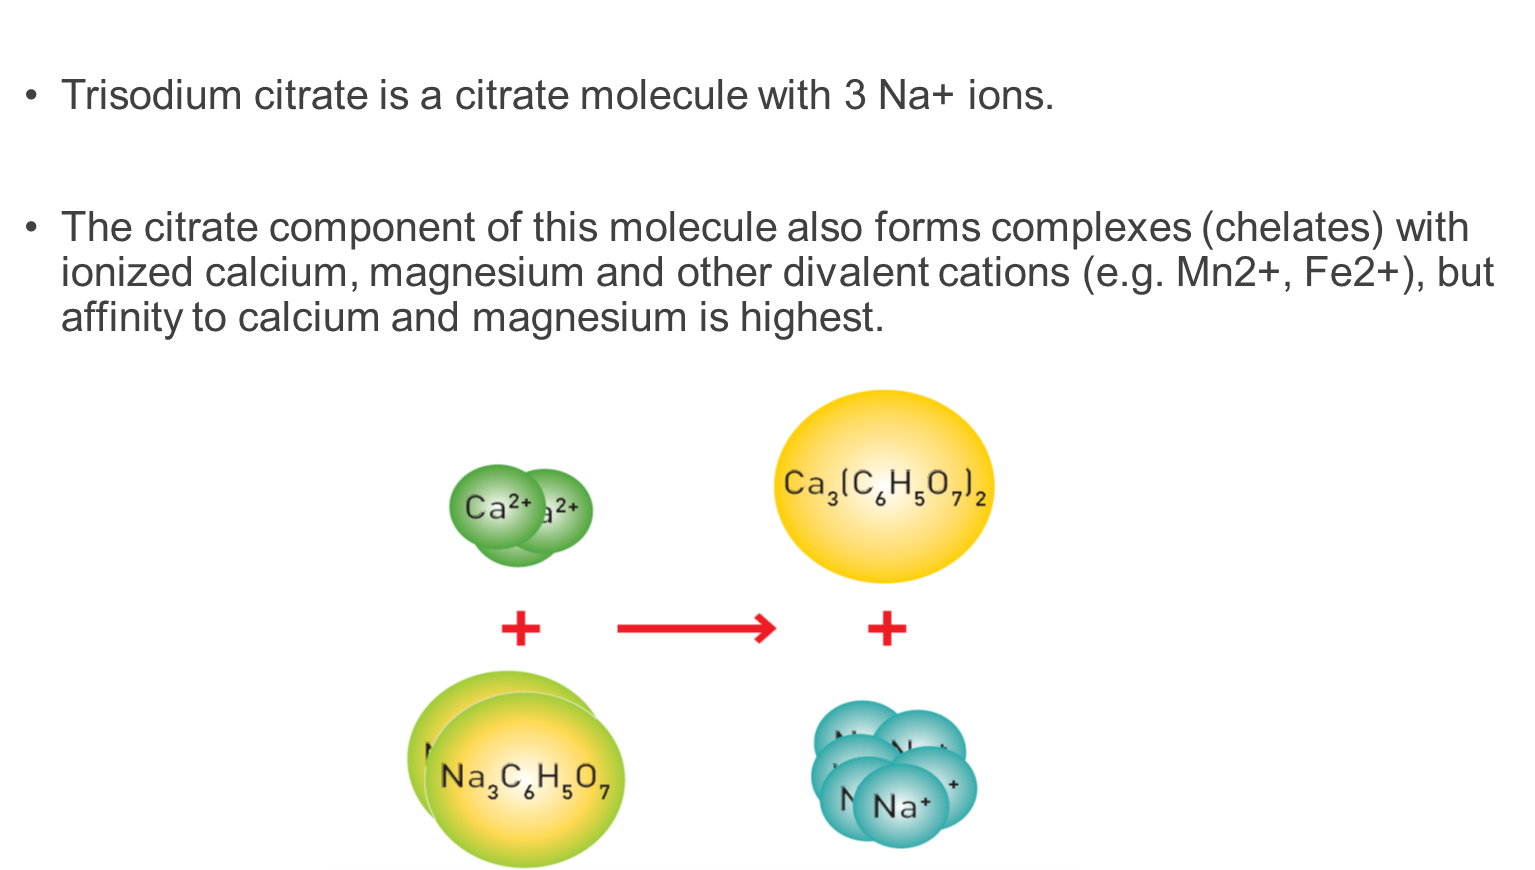 • Trisodium citrate is a citrate molecule with 3 Na+ ions.
• The citrate component of this molecule also forms complexes (chelates) with
ionized calcium, magnesium and other divalent cations (e.g. Mn2+, Fe2+), but
affinity to calcium and magnesium is highest.
Ca₃(C₆H₅O₇)₂
Ca²⁺ a²⁺
+ +
Na₃C₆H₅O₇
Na⁺